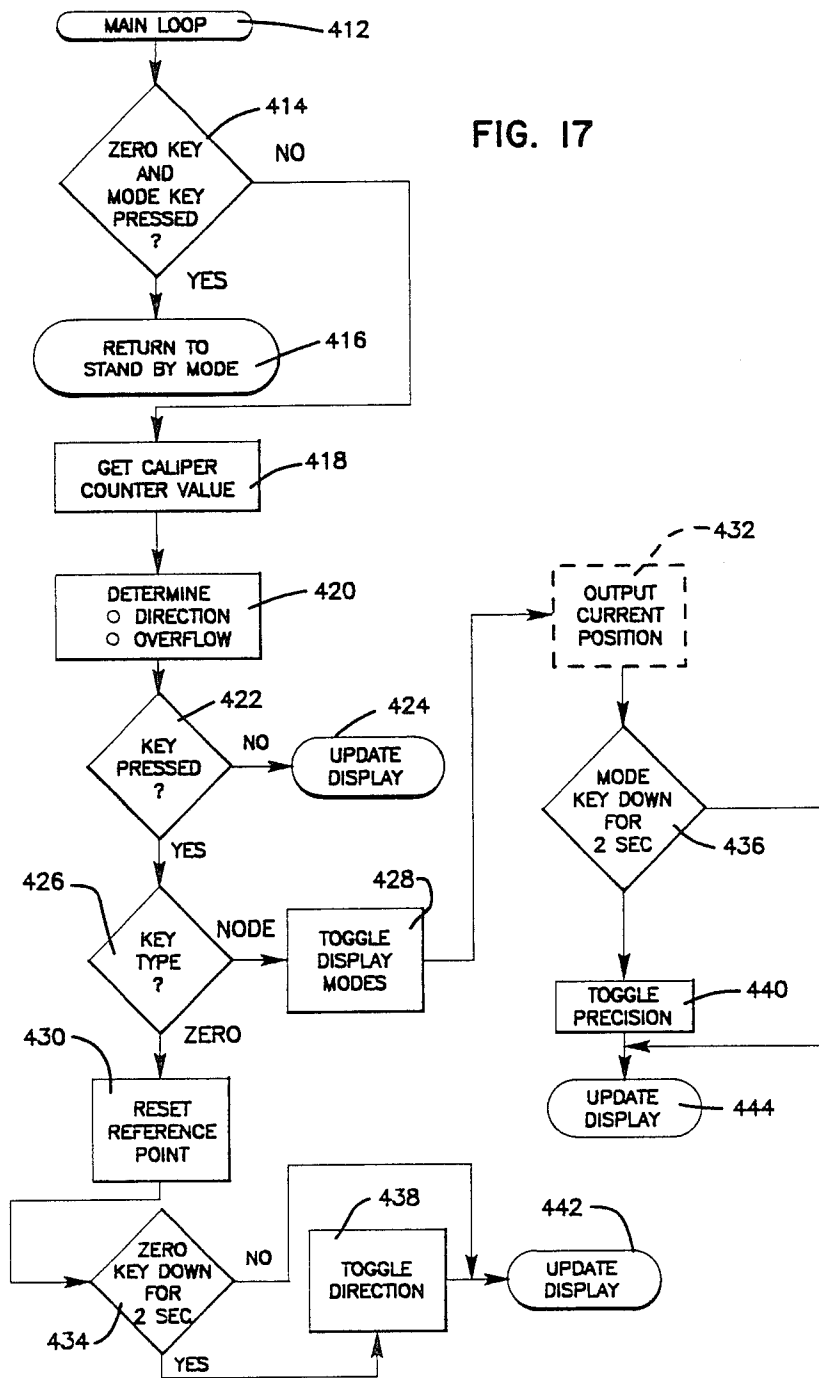 MAIN LOOP
412
FIG. 17
414
ZERO KEY
AND
MODE KEY
PRESSED
?
NO
YES
RETURN TO
STAND BY MODE
416
GET CALIPER
COUNTER VALUE
418
DETERMINE
○ DIRECTION
○ OVERFLOW
420
422
KEY
PRESSED
?
NO
424
UPDATE
DISPLAY
YES
426
KEY
TYPE
?
NODE
428
TOGGLE
DISPLAY
MODES
432
OUTPUT
CURRENT
POSITION
MODE
KEY DOWN
FOR
2 SEC
436
TOGGLE
PRECISION
440
UPDATE
DISPLAY
444
ZERO
430
RESET
REFERENCE
POINT
ZERO
KEY DOWN
FOR
2 SEC
434
NO
YES
438
TOGGLE
DIRECTION
442
UPDATE
DISPLAY